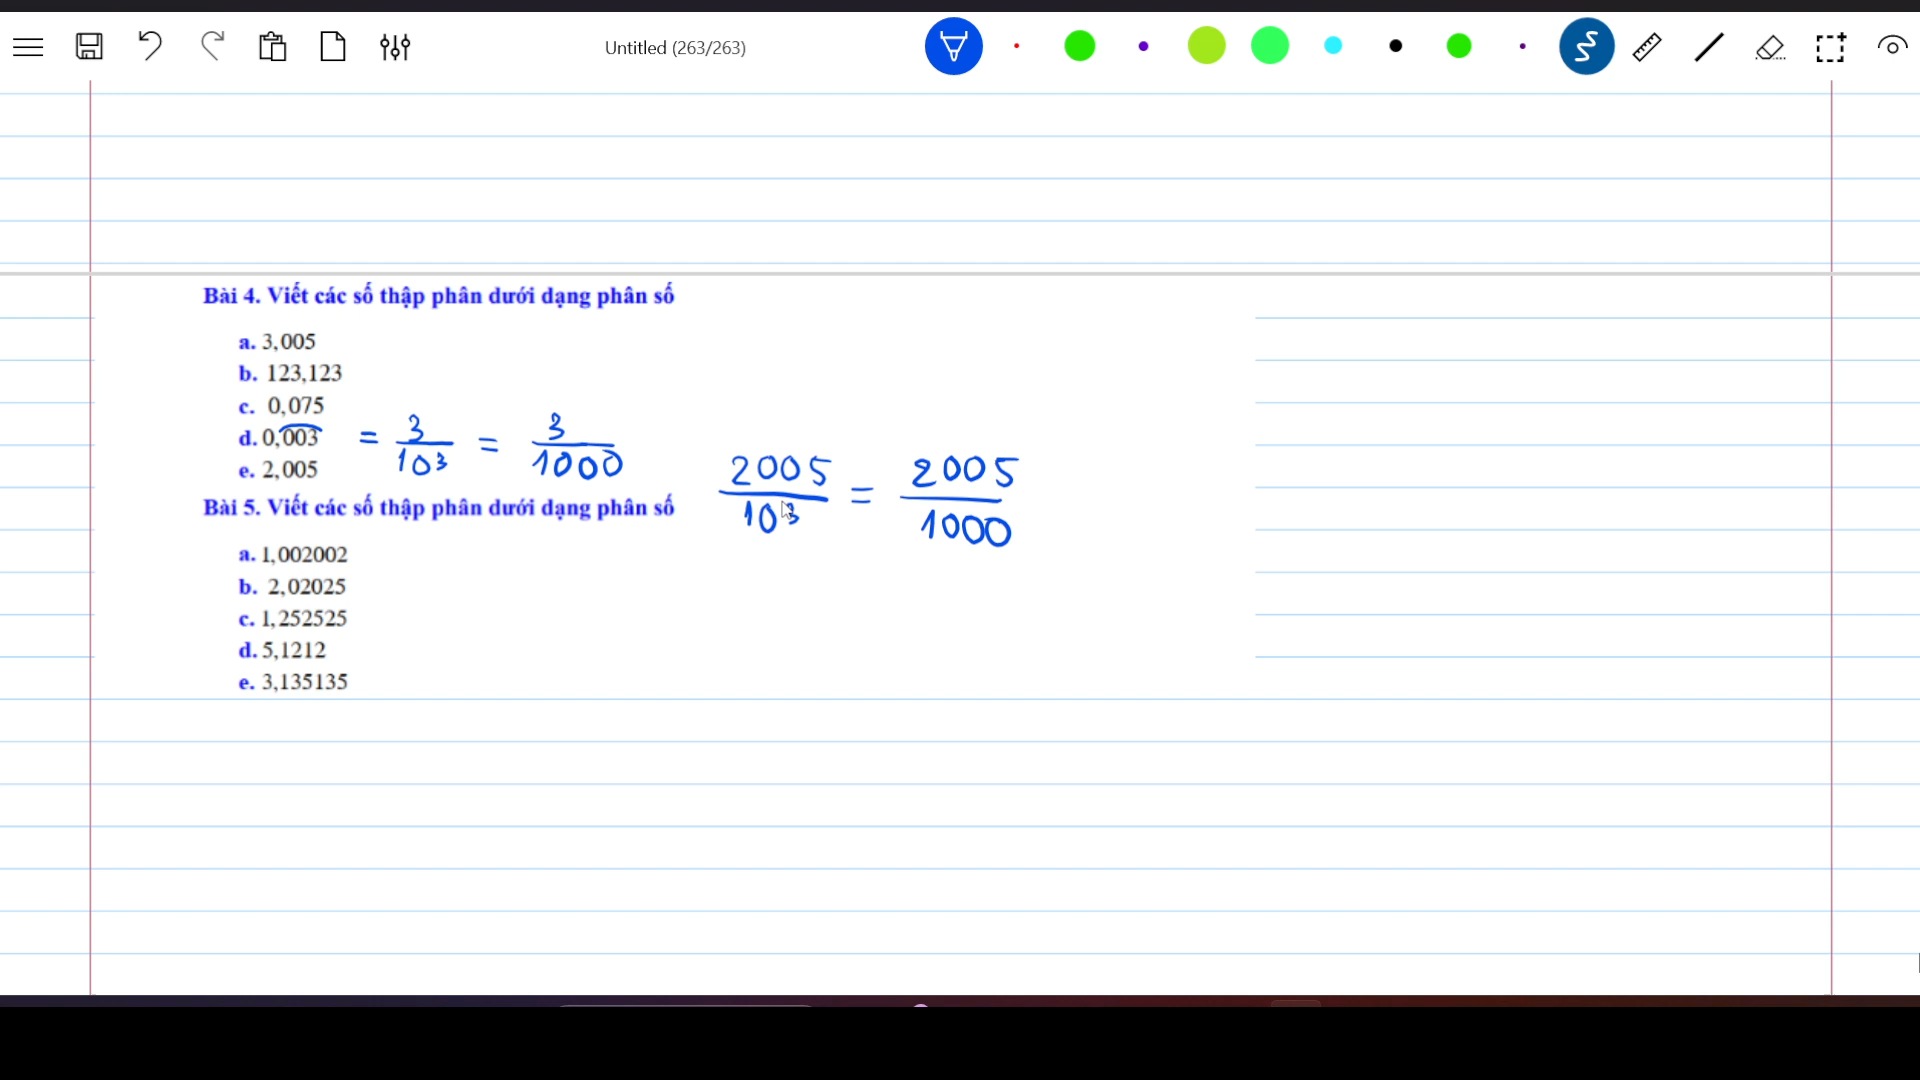 Untitled (263/263)
Bài 4. Viết các số thập phân dưới dạng phân số
a. 3,005
b. 123,123
c. 0,075
d. 0,003 = 3/10³ = 3/1000
e. 2,005
2005/10³ = 2005/1000
Bài 5. Viết các số thập phân dưới dạng phân số
a. 1,002002
b. 2,02025
c. 1,252525
d. 5,1212
e. 3,135135